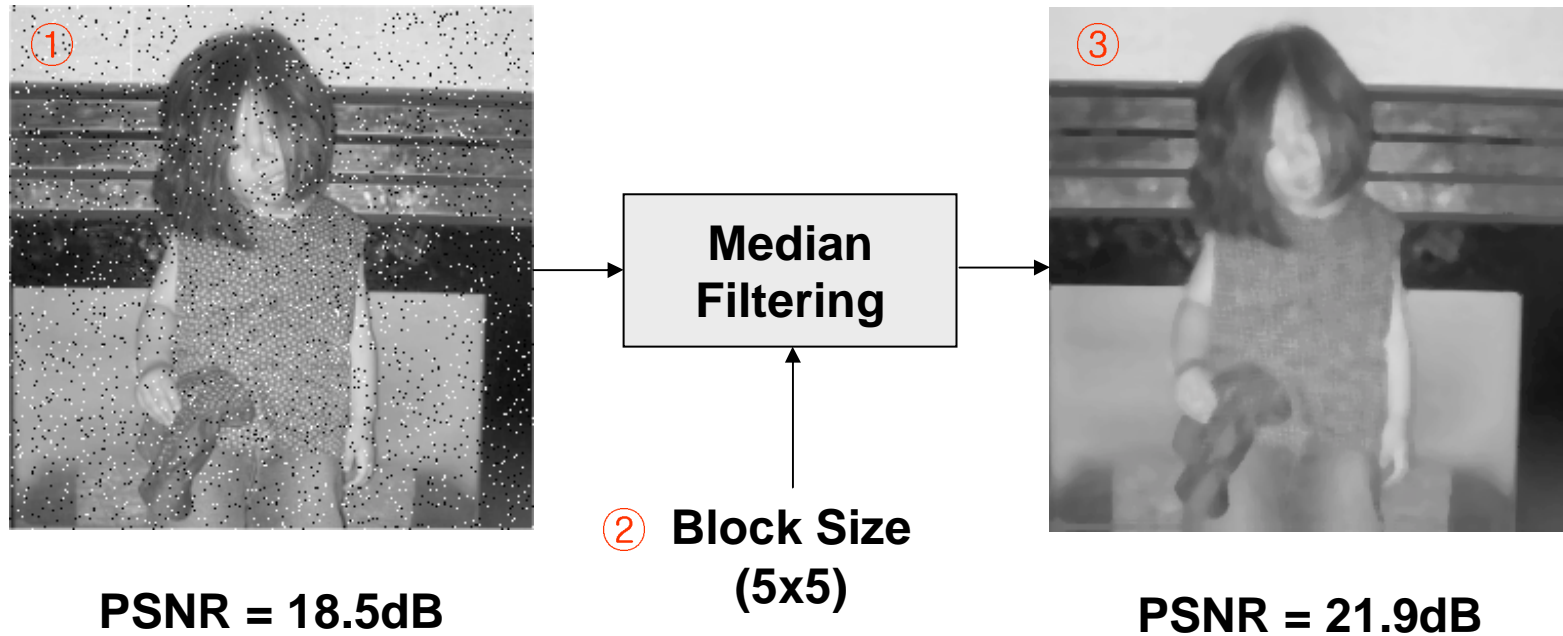 ①
③
Median
Filtering
② Block Size
(5x5)
PSNR = 18.5dB
PSNR = 21.9dB